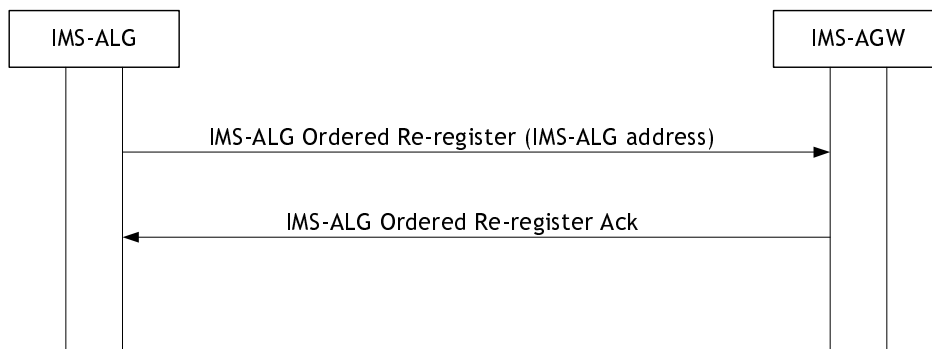 IMS-ALG
IMS-AGW
IMS-ALG Ordered Re-register (IMS-ALG address)
IMS-ALG Ordered Re-register Ack